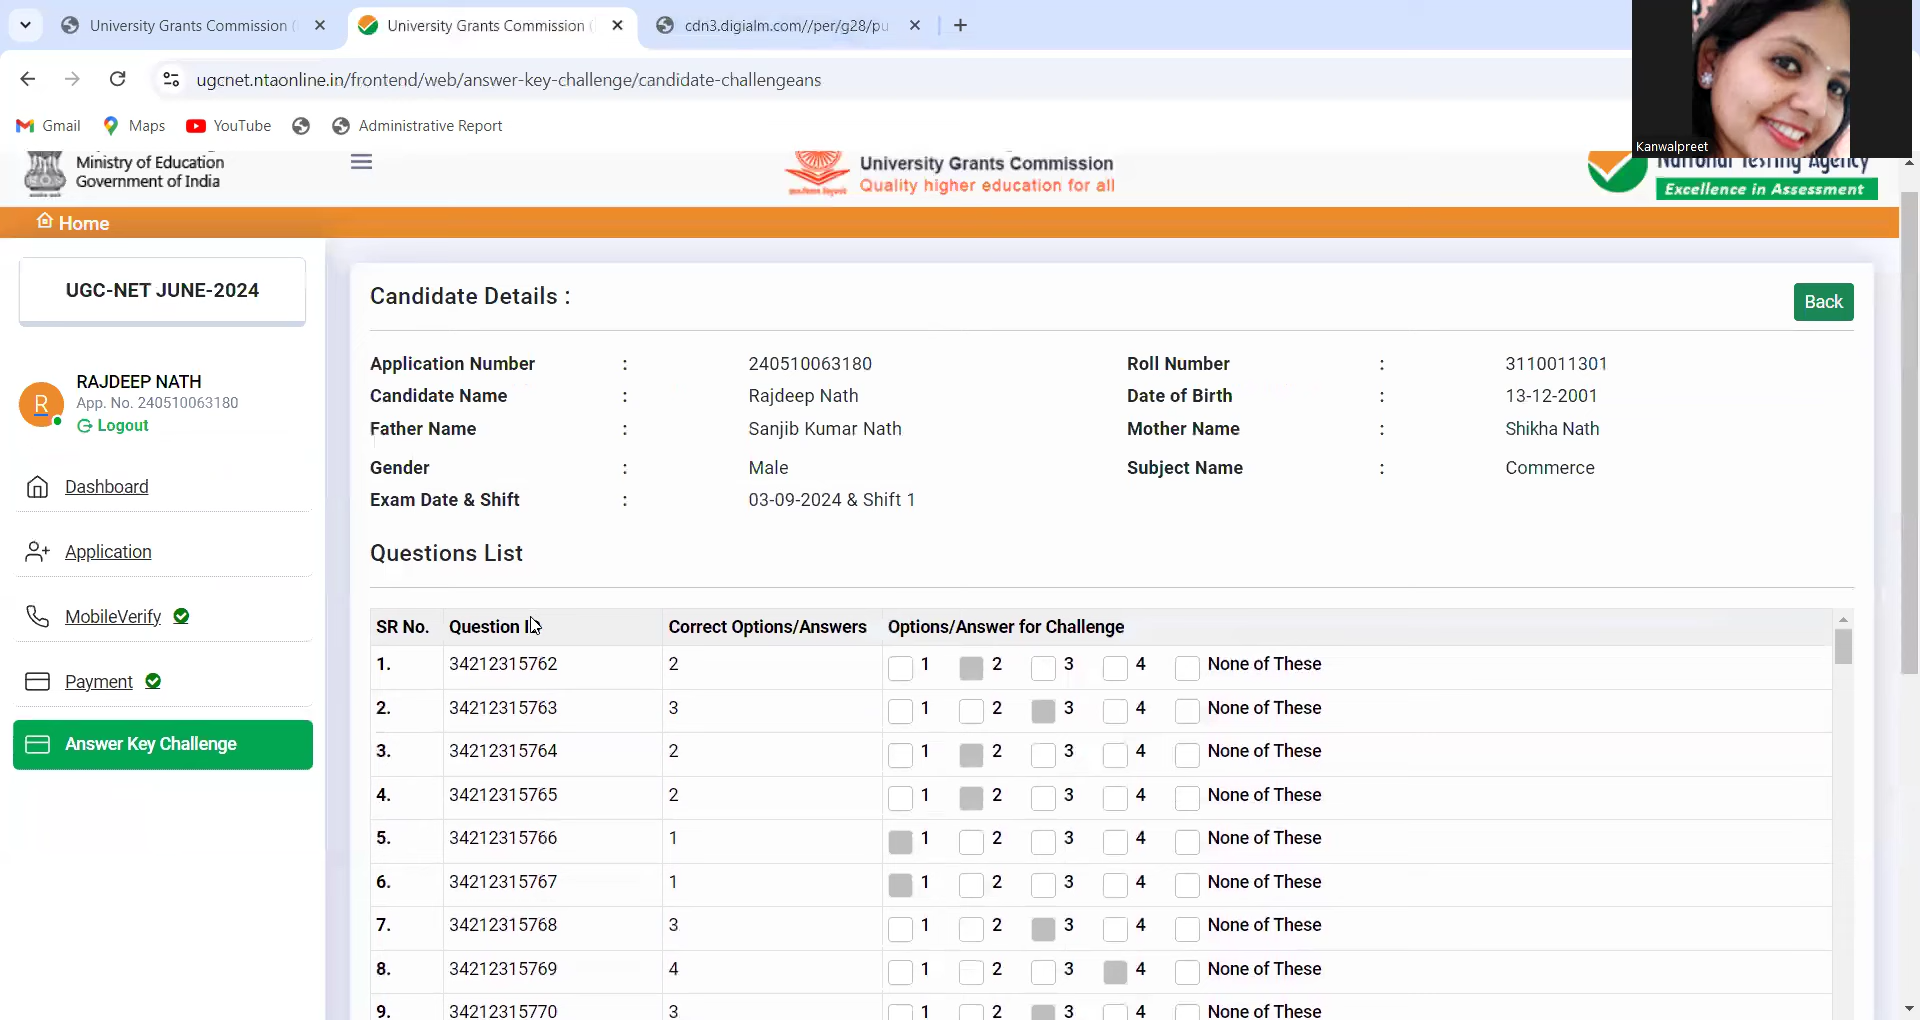 University Grants Commission (
University Grants Commission (
cdn3.digialm.com//per/g28/pu
ugcnet.ntaonline.in/frontend/web/answer-key-challenge/candidate-challengeans
Gmail
Maps
YouTube
Administrative Report
Kanwalpreet
Ministry of Education
Government of India
University Grants Commission
Quality higher education for all
National Testing Agency
Excellence in Assessment
Home
UGC-NET JUNE-2024
R
RAJDEEP NATH
App. No. 240510063180
Logout
Dashboard
Application
MobileVerify
Payment
Answer Key Challenge
Candidate Details :
Back
Application Number : 240510063180 Roll Number : 3110011301
Candidate Name : Rajdeep Nath Date of Birth : 13-12-2001
Father Name : Sanjib Kumar Nath Mother Name : Shikha Nath
Gender : Male Subject Name : Commerce
Exam Date & Shift : 03-09-2024 & Shift 1
Questions List
SR No. Question ID Correct Options/Answers Options/Answer for Challenge
1. 34212315762 2 1 2 3 4 None of These
2. 34212315763 3 1 2 3 4 None of These
3. 34212315764 2 1 2 3 4 None of These
4. 34212315765 2 1 2 3 4 None of These
5. 34212315766 1 1 2 3 4 None of These
6. 34212315767 1 1 2 3 4 None of These
7. 34212315768 3 1 2 3 4 None of These
8. 34212315769 4 1 2 3 4 None of These
9. 34212315770 3 1 2 3 4 None of These